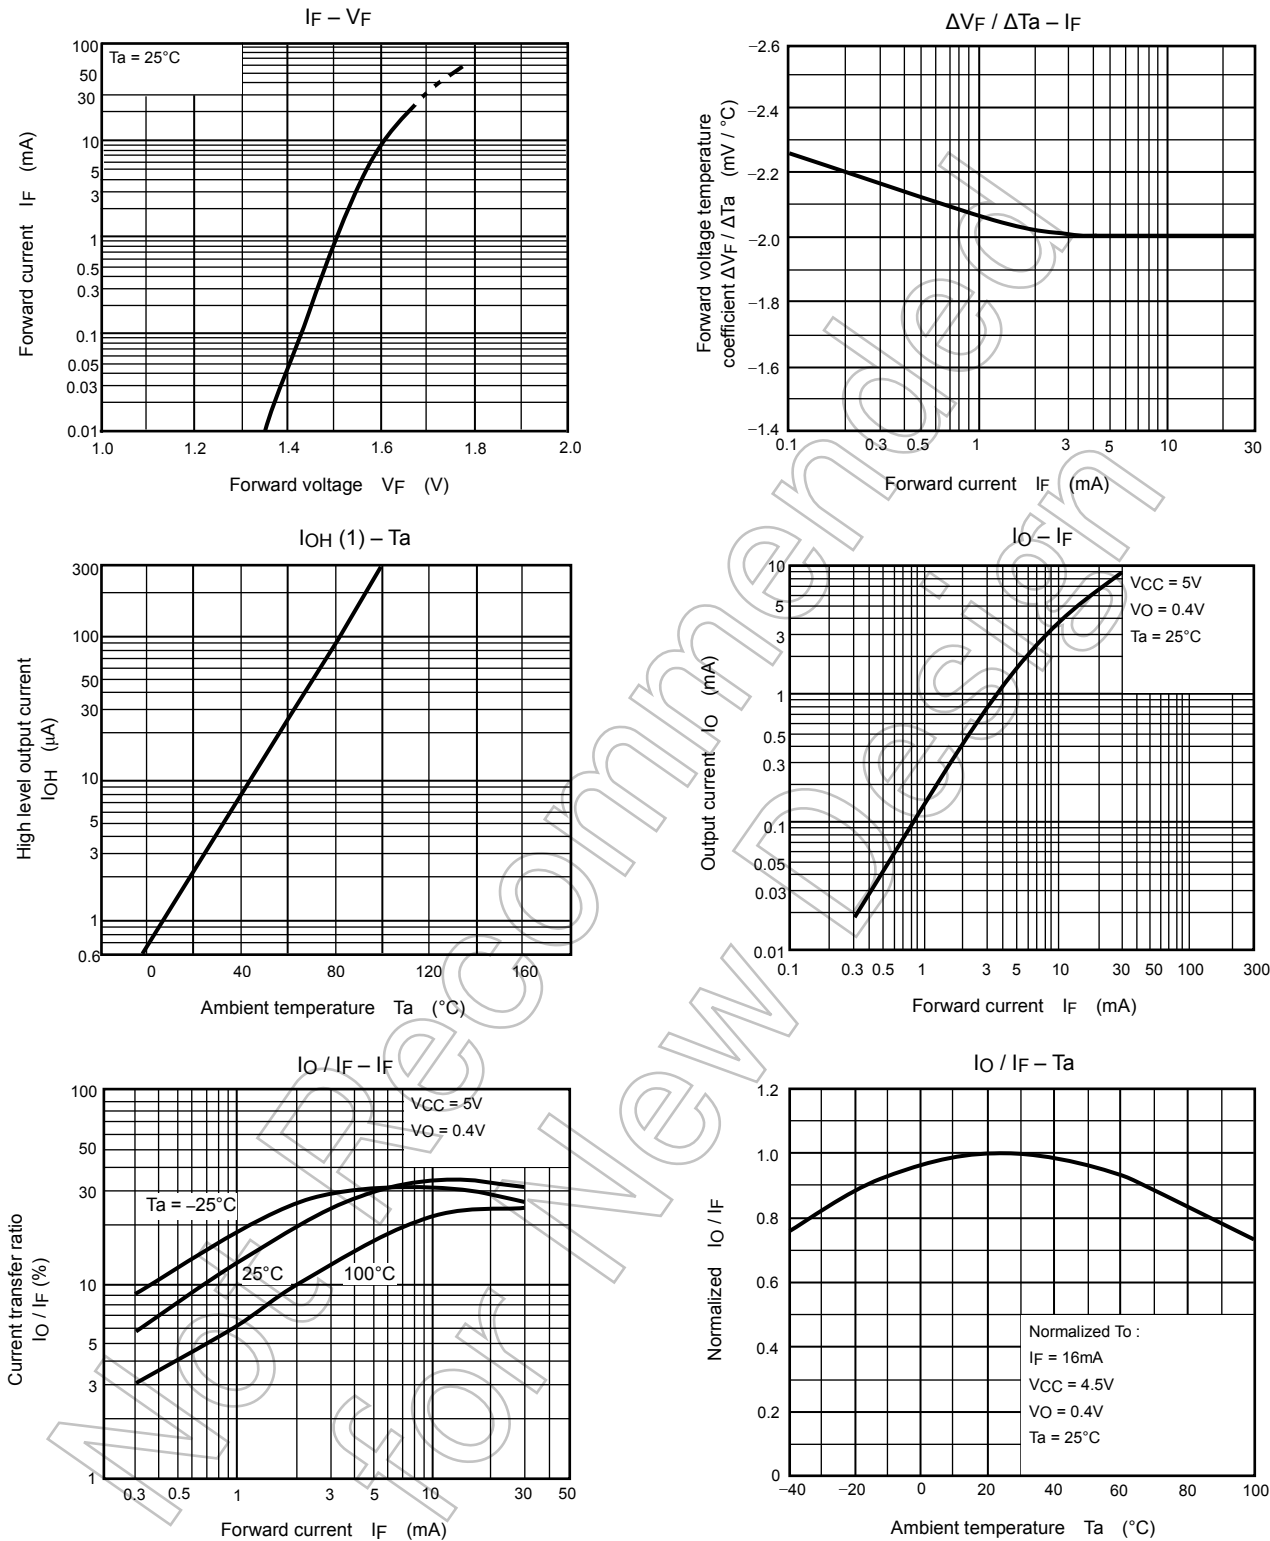 IF – VF
Ta = 25°C
100
50
30
10
5
3
1
0.5
0.3
0.1
0.05
0.03
0.01
1.0 1.2 1.4 1.6 1.8 2.0
Forward current IF (mA)
Forward voltage VF (V)
ΔVF / ΔTa – IF
–2.6
–2.4
–2.2
–2.0
–1.8
–1.6
–1.4
0.1 0.3 0.5 1 3 5 10 30
Forward voltage temperature
coefficient ΔVF / ΔTa (mV / °C)
Forward current IF (mA)
IOH (1) – Ta
300
100
50
30
10
5
3
1
0.6
0 40 80 120 160
High level output current
IOH (μA)
Ambient temperature Ta (°C)
IO – IF
VCC = 5V
VO = 0.4V
Ta = 25°C
10
5
3
1
0.5
0.3
0.1
0.05
0.03
0.01
0.1 0.3 0.5 1 3 5 10 30 50 100 300
Output current IO (mA)
Forward current IF (mA)
IO / IF – IF
VCC = 5V
VO = 0.4V
Ta = –25°C
25°C
100°C
100
50
30
10
5
3
1
0.3 0.5 1 3 5 10 30 50
Current transfer ratio
IO / IF (%)
Forward current IF (mA)
IO / IF – Ta
1.2
1.0
0.8
0.6
0.4
0.2
0
–40 –20 0 20 40 60 80 100
Normalized To :
IF = 16mA
VCC = 4.5V
VO = 0.4V
Ta = 25°C
Normalized IO / IF
Ambient temperature Ta (°C)
Not Recommended
for New Design